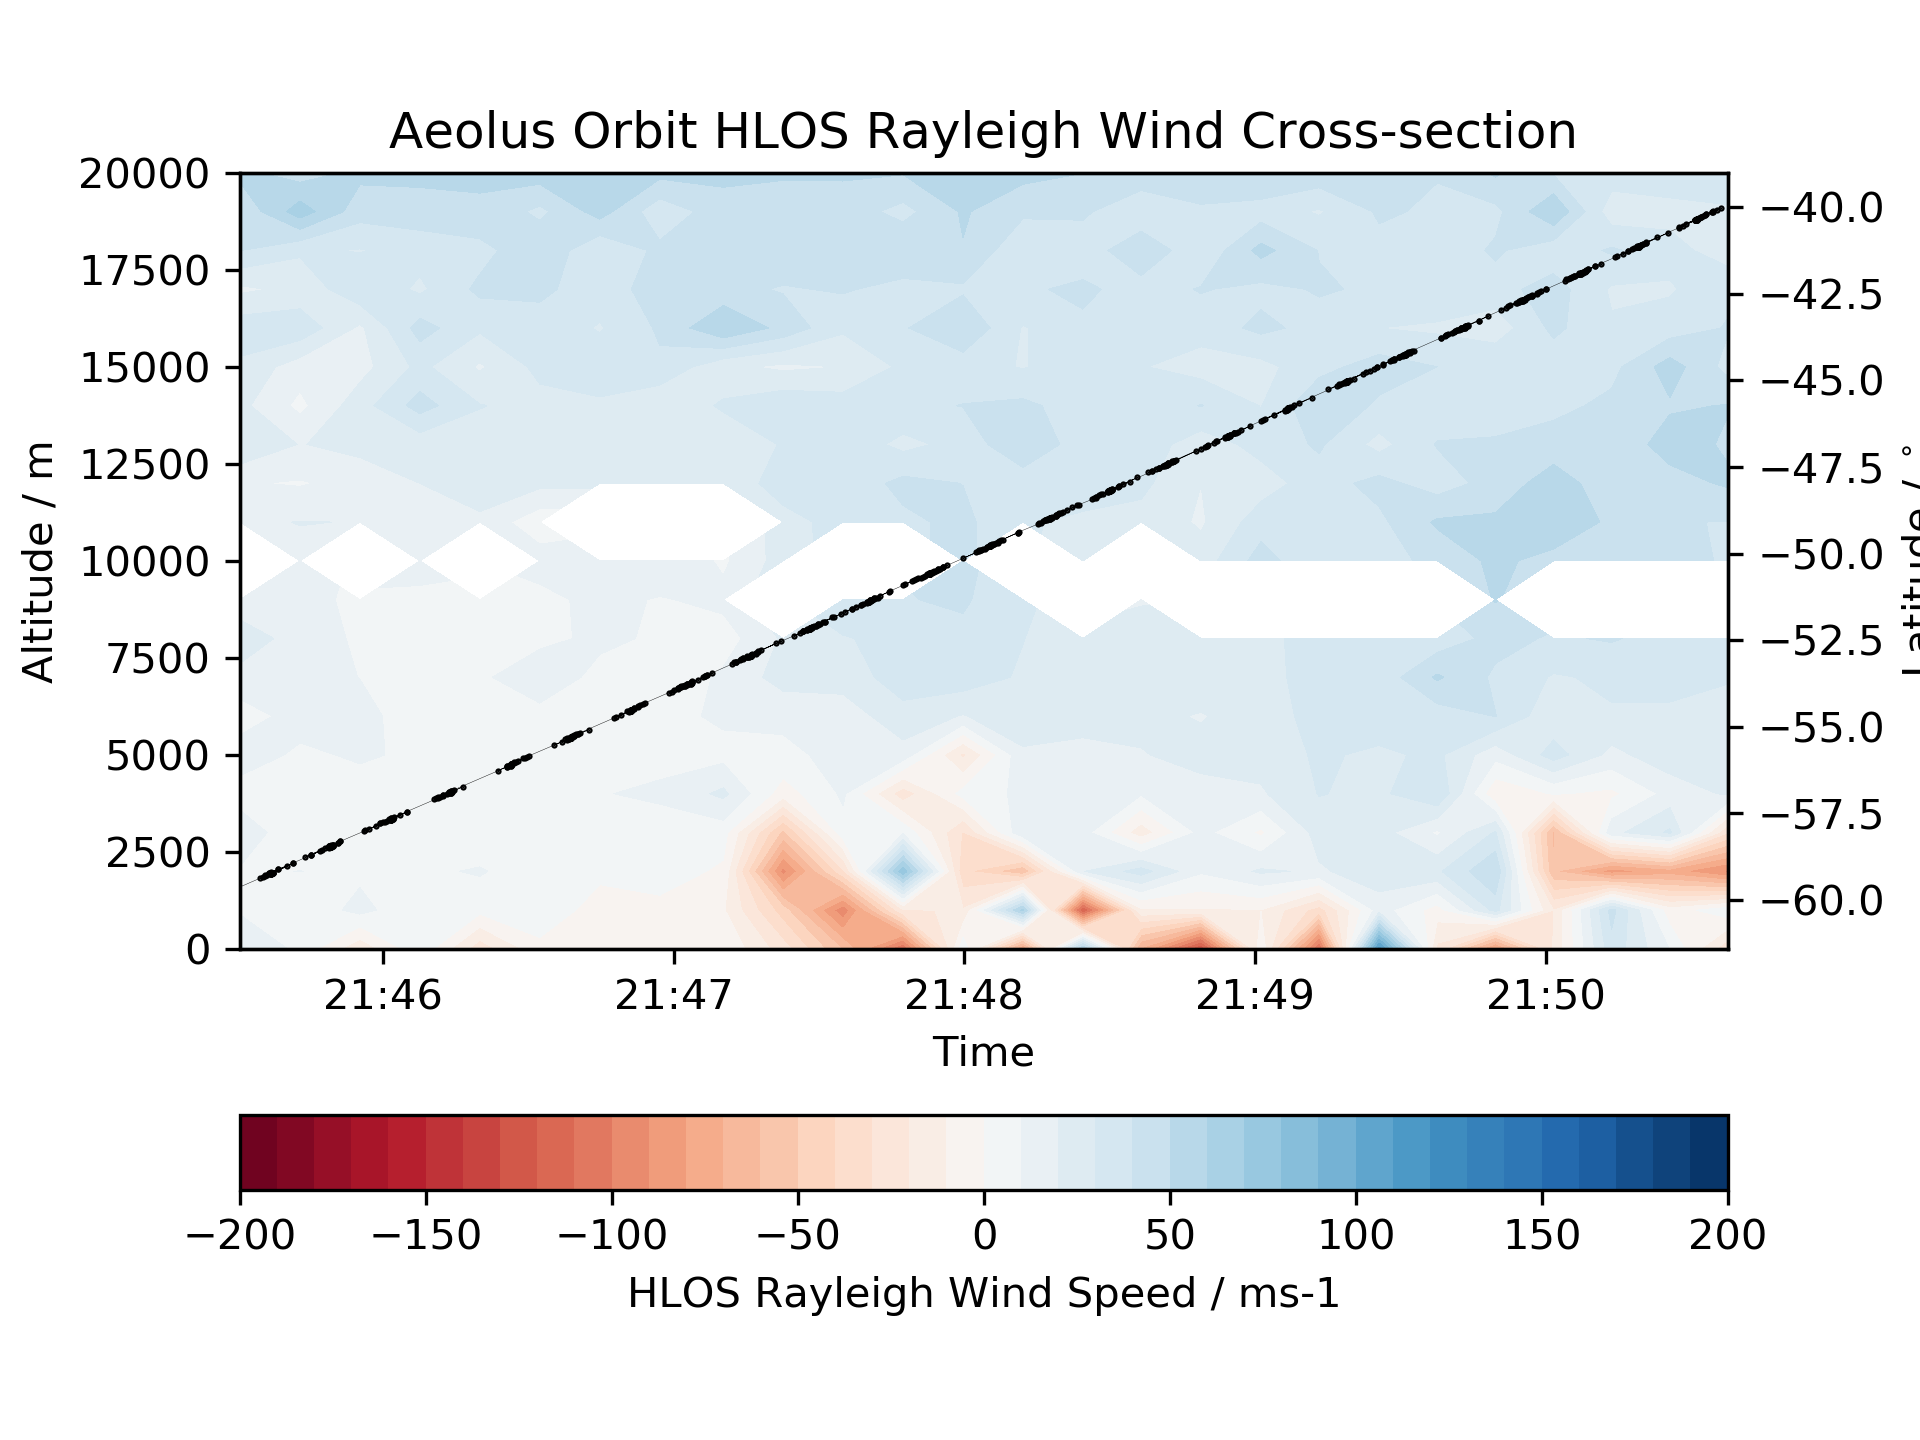 Aeolus Orbit HLOS Rayleigh Wind Cross-section
20000
17500
15000
12500
10000
7500
5000
2500
0
Altitude / m
−40.0
−42.5
−45.0
−47.5
−50.0
−52.5
−55.0
−57.5
−60.0
Latitude / °
21:46 21:47 21:48 21:49 21:50
Time
−200 −150 −100 −50 0 50 100 150 200
HLOS Rayleigh Wind Speed / ms-1